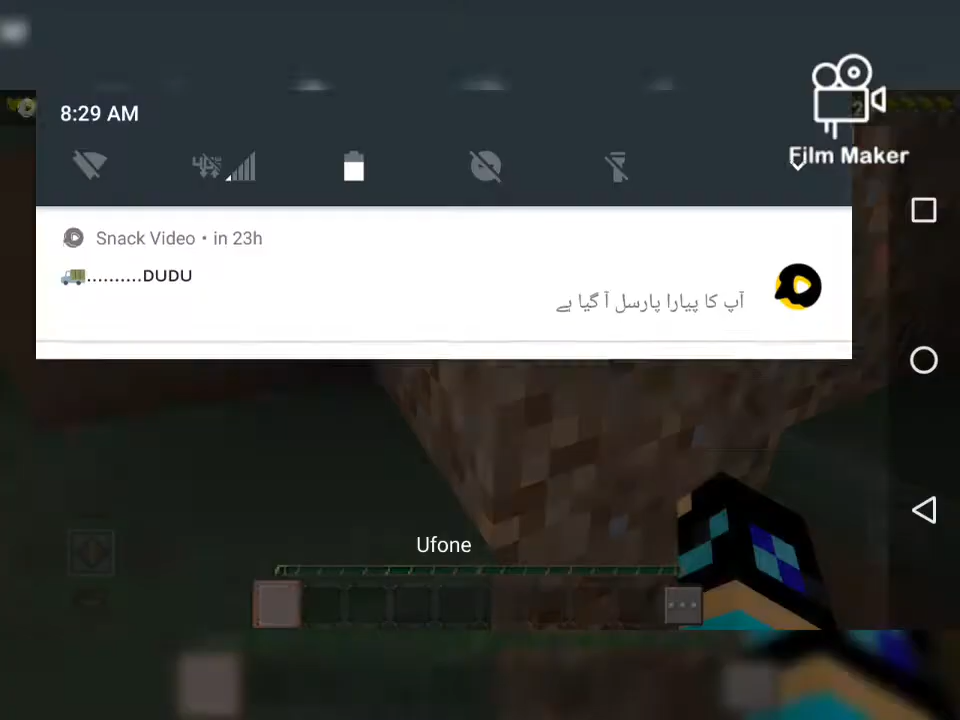 8:29 AM
Film Maker
Snack Video • in 23h
..........DUDU
آپ کا پیارا پارسل آ گیا ہے
Ufone